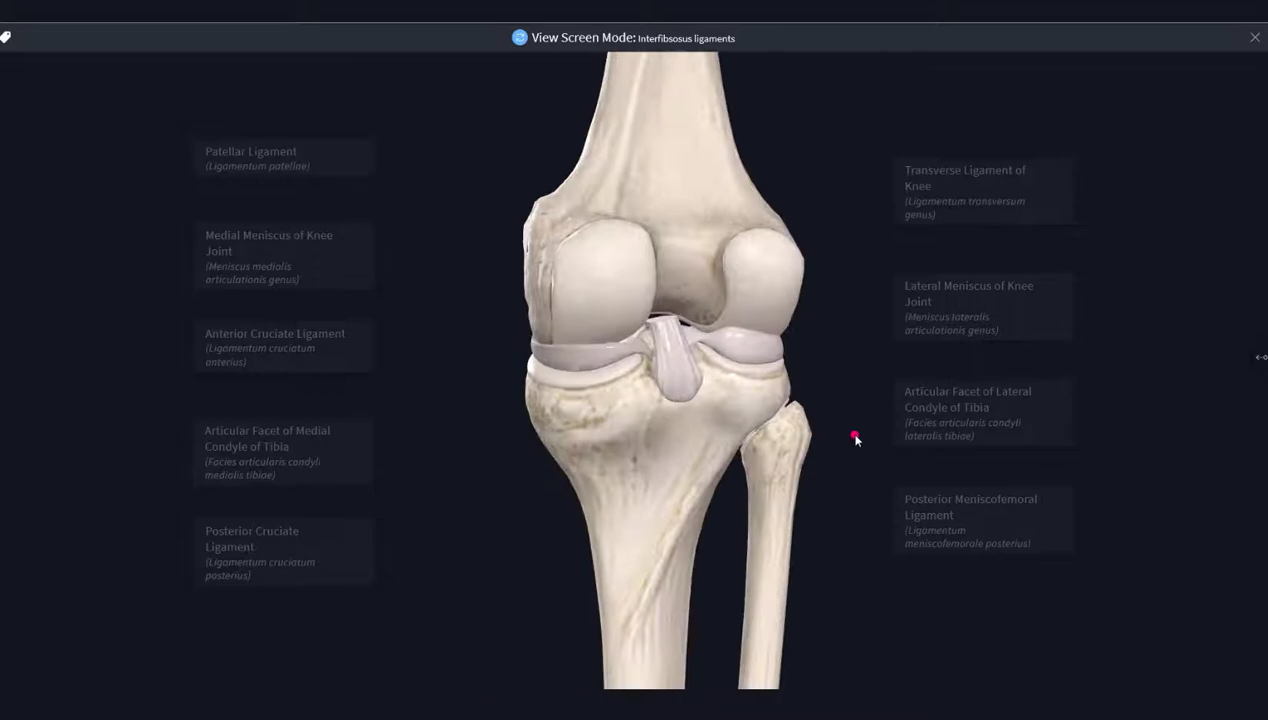 View Screen Mode: Interfibsosus ligaments
Patellar Ligament
(Ligamentum pateline)
Medial Meniscus of Knee
Joint
(Meniscus medialis
articulationis genus)
Anterior Cruciate Ligament
(Ligamentum cruciatum
anterius)
Articular Facet of Medial
Condyle of Tibia
(Facies articularis condyli
medialis tibiae)
Posterior Cruciate
Ligament
(Ligamentum cruciatum
posterius)
Transverse Ligament of
Knee
(Ligamentum transversum
genus)
Lateral Meniscus of Knee
Joint
(Meniscus lateralis
articulationis genus)
Articular Facet of Lateral
Condyle of Tibia
(Facies articularis condyli
lateralis tibiae)
Posterior Meniscofemoral
Ligament
(Ligamentum
meniscofemorale posterius)